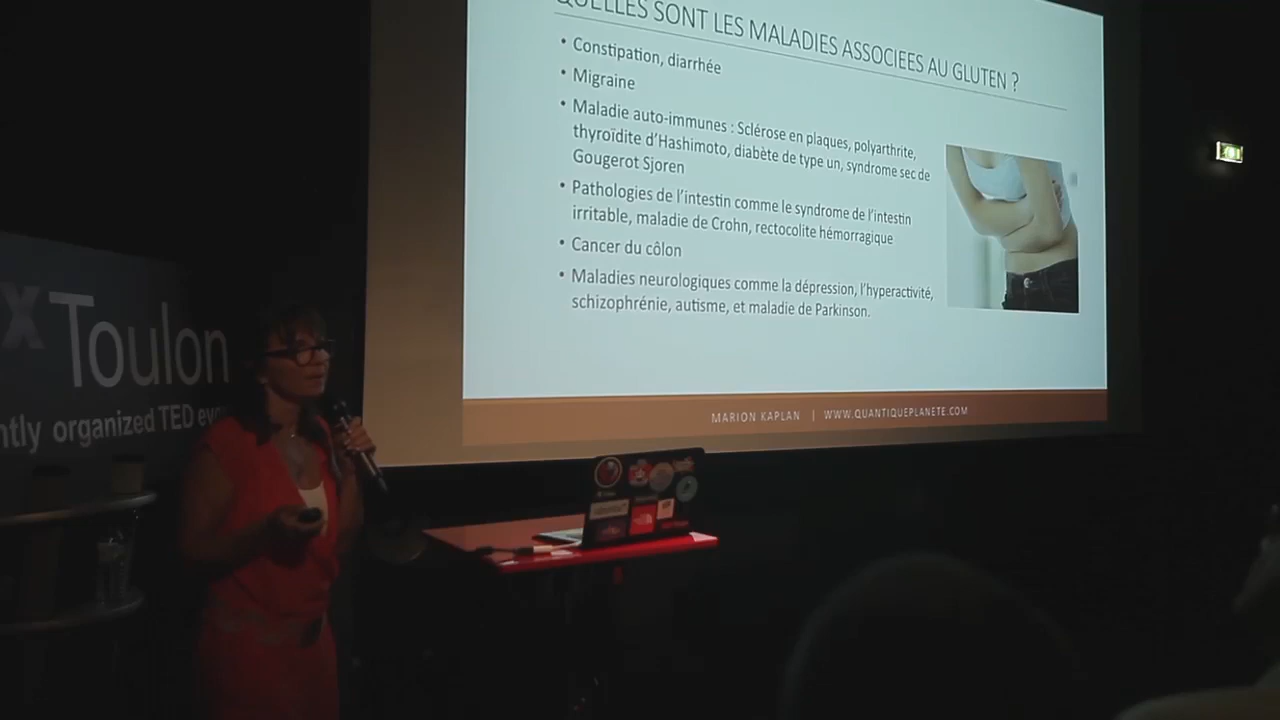 QUELLES SONT LES MALADIES ASSOCIEES AU GLUTEN ?
• Constipation, diarrhée
• Migraine
• Maladie auto-immunes : Sclérose en plaques, polyarthrite,
thyroïdite d'Hashimoto, diabète de type un, syndrome sec de
Gougerot Sjoren
• Pathologies de l'intestin comme le syndrome de l'intestin
irritable, maladie de Crohn, rectocolite hémorragique
• Cancer du côlon
• Maladies neurologiques comme la dépression, l'hyperactivité,
schizophrénie, autisme, et maladie de Parkinson.
MARION KAPLAN | WWW.QUANTIQUEPLANETE.COM
x Toulon
ntly organized TED eve